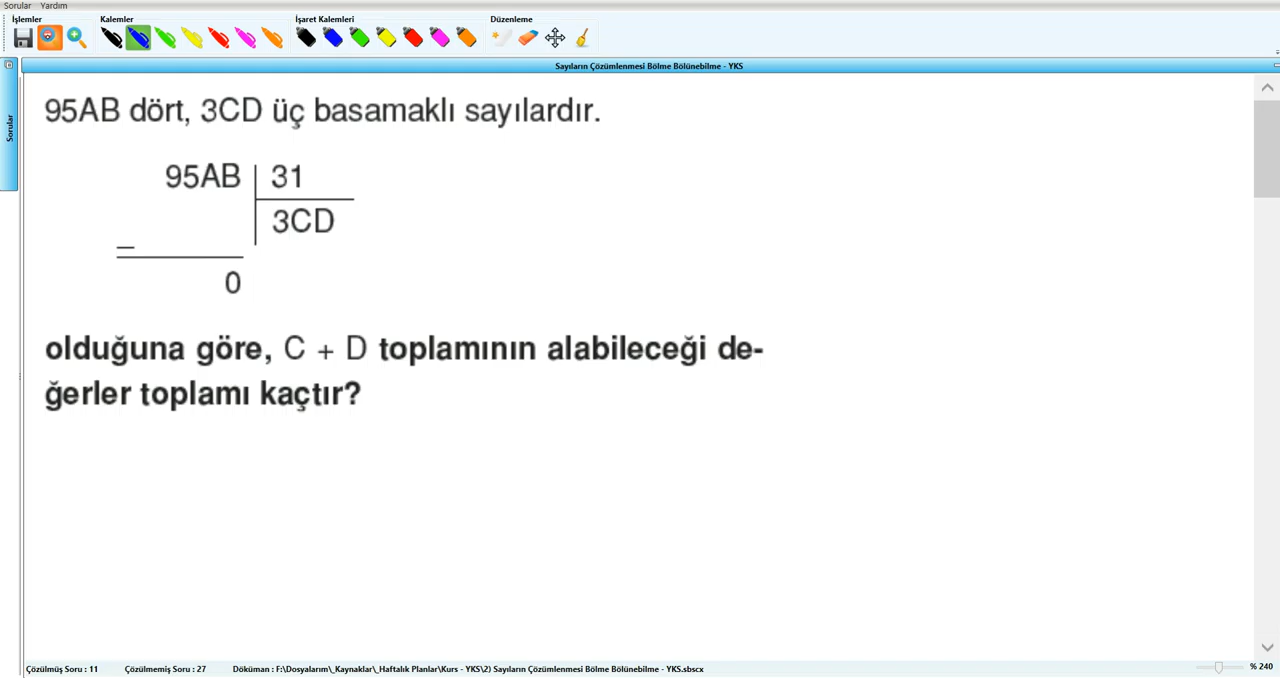 Sorular Yardım
İşlemler Kalemler İşaret Kalemleri Düzenleme
Sayıların Çözümlenmesi Bölme Bölünebilme - YKS
Sorular
95AB dört, 3CD üç basamaklı sayılardır.
95AB 31
3CD
–
0
olduğuna göre, C + D toplamının alabileceği de-
ğerler toplamı kaçtır?
Çözülmüş Soru : 11 Çözülmemiş Soru : 27 Döküman : F:\Dosyalarım\_Kaynaklar\_Haftalık Planlar\Kurs - YKS\2) Sayıların Çözümlenmesi Bölme Bölünebilme - YKS.sbscx % 240